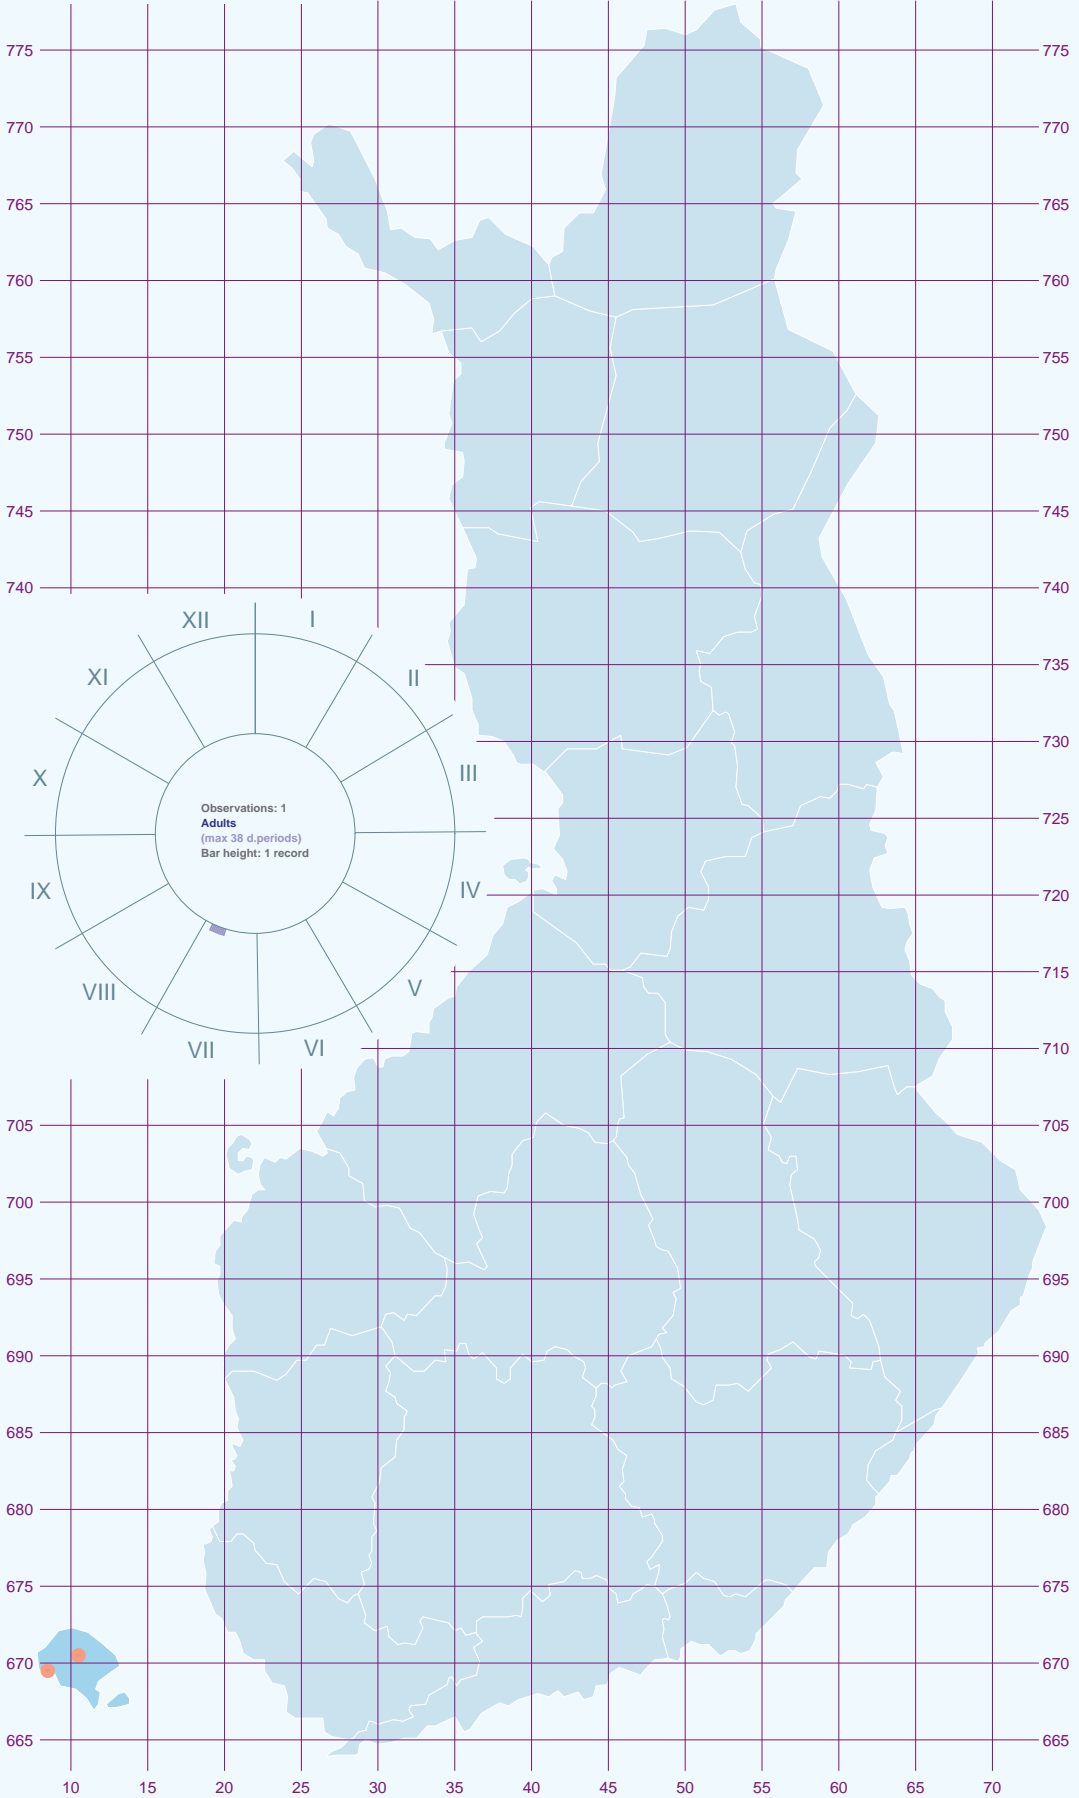 775 775
770 770
765 765
760 760
755 755
750 750
745 745
740 740
XII I
XI II
735
730
X III
725
Observations: 1
Adults
(max 38 d.periods)
Bar height: 1 record
IX IV
720
VIII V
715
VII VI
710
705 705
700 700
695 695
690 690
685 685
680 680
675 675
670 670
665 665
10 15 20 25 30 35 40 45 50 55 60 65 70